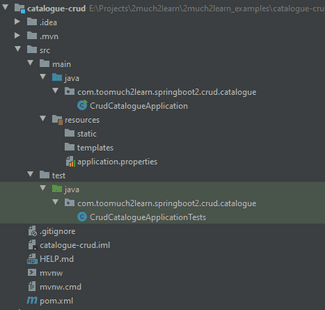 catalogue-crud E:\Projects\2much2learn\2much2learn_examples\catalogue-cru
.idea
.mvn
src
main
java
com.toomuch2learn.springboot2.crud.catalogue
CrudCatalogueApplication
resources
static
templates
application.properties
test
java
com.toomuch2learn.springboot2.crud.catalogue
CrudCatalogueApplicationTests
.gitignore
catalogue-crud.iml
HELP.md
mvnw
mvnw.cmd
pom.xml